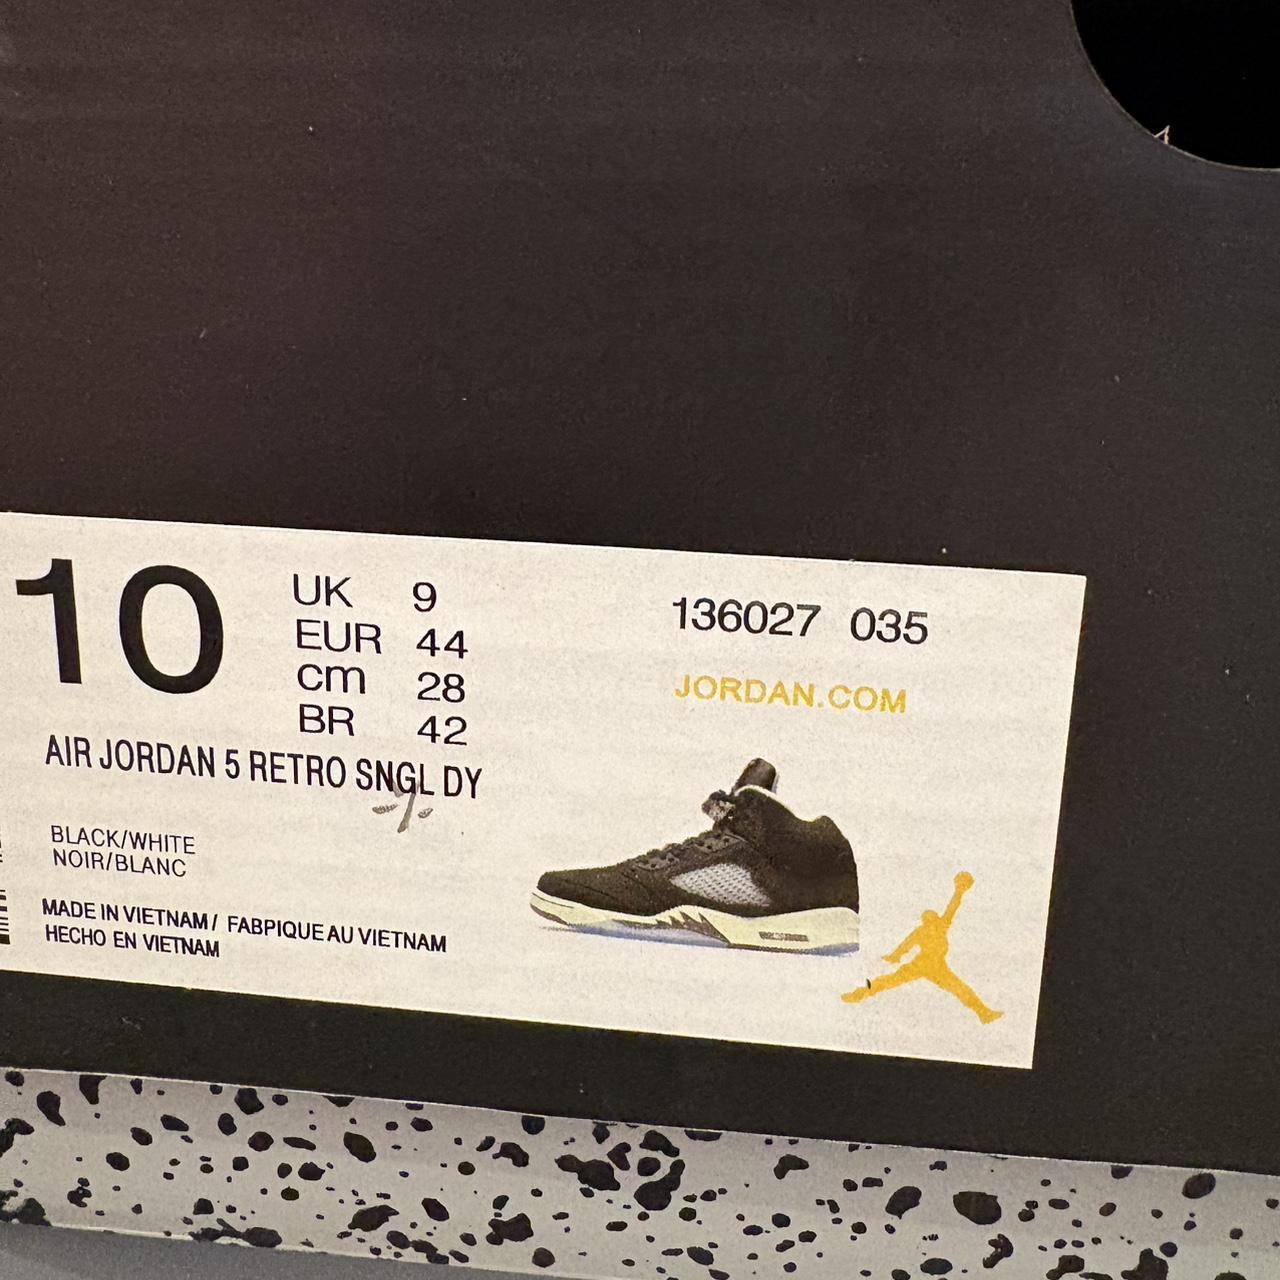 10
UK 9
EUR 44
cm 28
BR 42
136027 035
JORDAN.COM
AIR JORDAN 5 RETRO SNGL DY
BLACK/WHITE
NOIR/BLANC
MADE IN VIETNAM / FABPIQUE AU VIETNAM
HECHO EN VIETNAM